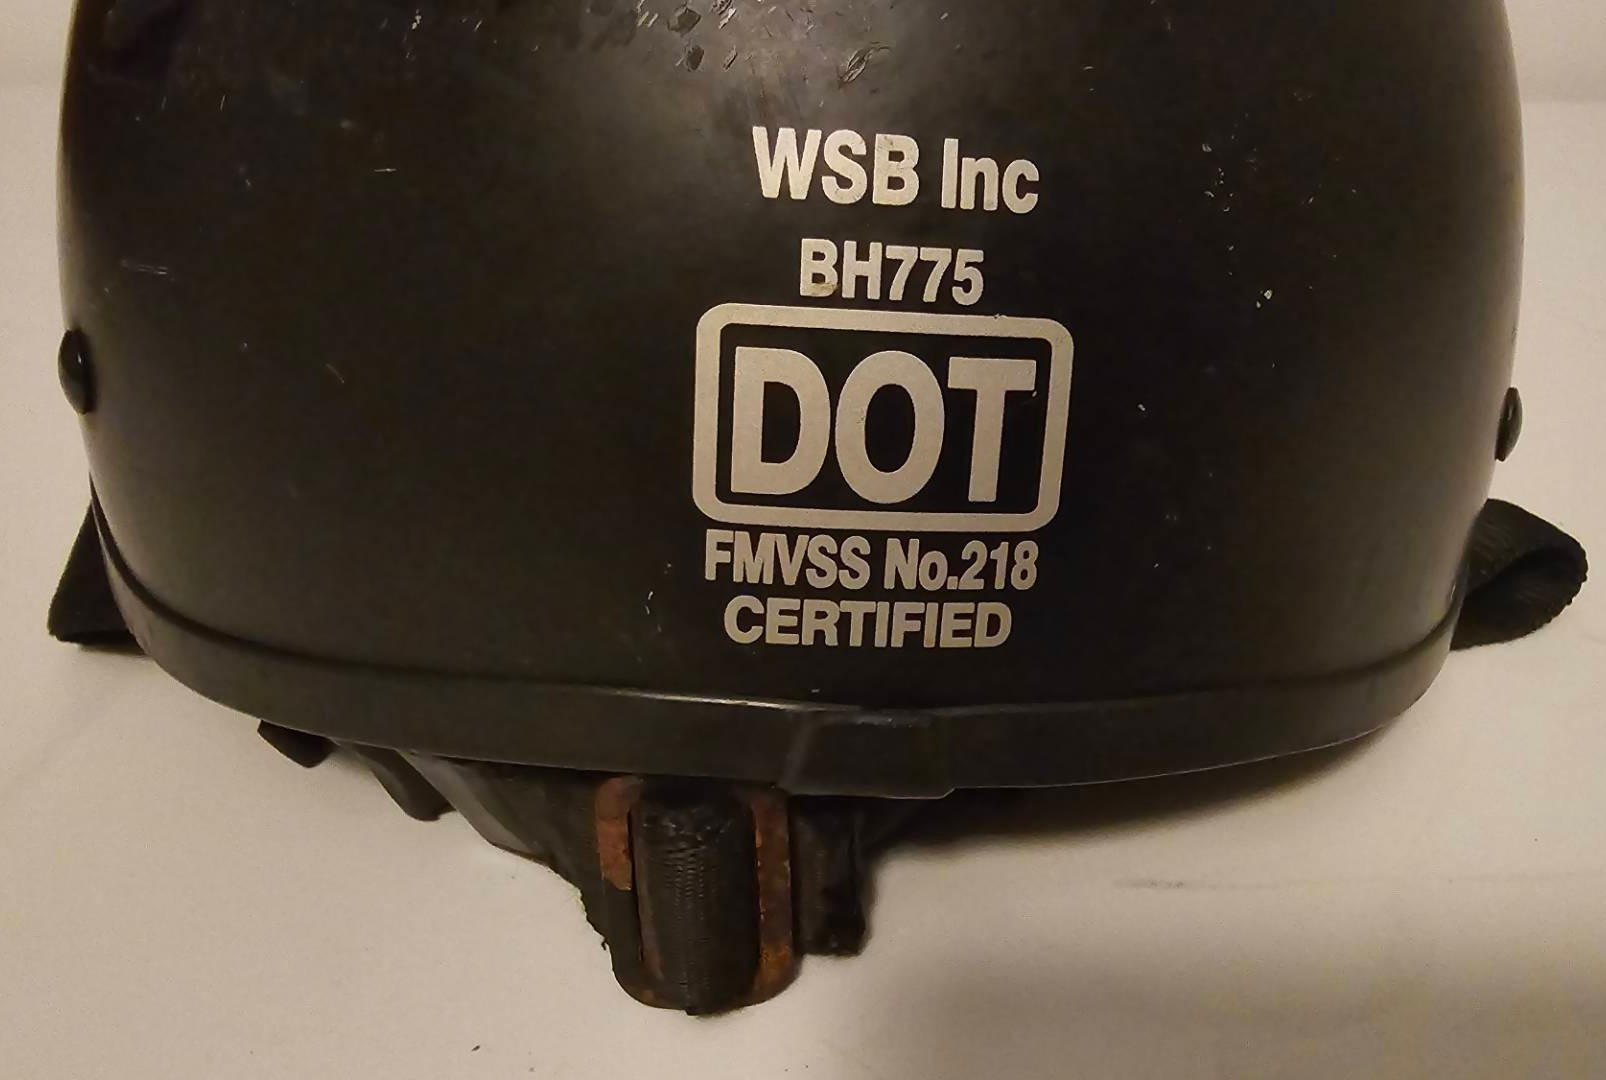 WSB Inc
BH775
DOT
FMVSS No.218
CERTIFIED